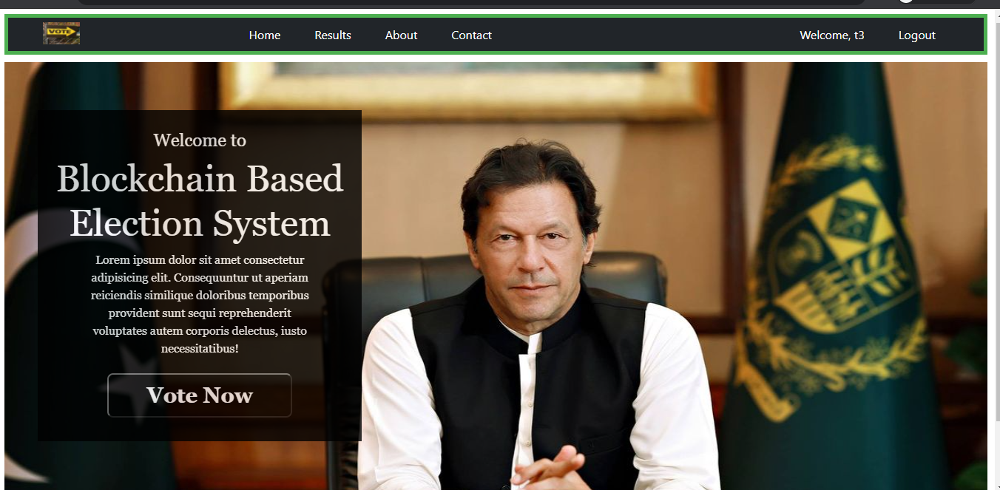 VOTE
Home
Results
About
Contact
Welcome, t3
Logout
Welcome to
Blockchain Based
Election System
Lorem ipsum dolor sit amet consectetur
adipisicing elit. Consequuntur ut aperiam
reiciendis similique doloribus temporibus
provident sunt sequi reprehenderit
voluptates autem corporis delectus, iusto
necessitatibus!
Vote Now